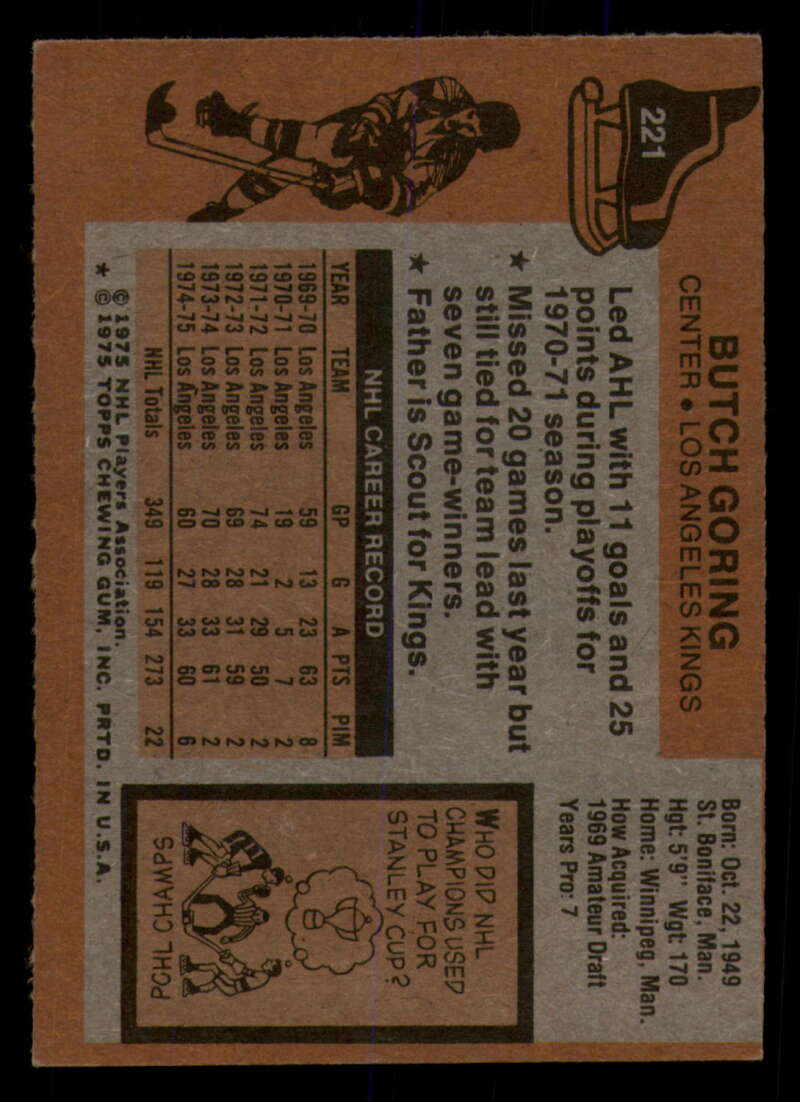 221
BUTCH GORING
CENTER • LOS ANGELES KINGS
Led AHL with 11 goals and 25
points during playoffs for
1970-71 season.
★ Missed 20 games last year but
still tied for team lead with
seven game-winners.
★ Father is Scout for Kings.
NHL CAREER RECORD
YEAR TEAM GP G A PTS PIM
1969-70 Los Angeles 59 13 23 63 8
1970-71 Los Angeles 19 2 5 7 2
1971-72 Los Angeles 74 21 29 50 2
1972-73 Los Angeles 69 28 31 59 2
1973-74 Los Angeles 70 28 33 61 2
1974-75 Los Angeles 60 27 33 60 6
NHL Totals 349 119 154 273 22
© 1975 NHL Players Association.
★ © 1975 TOPPS CHEWING GUM, INC. PRTD. IN U.S.A.
Born: Oct. 22, 1949
St. Boniface, Man.
Hgt: 5'9" Wgt: 170
Home: Winnipeg, Man.
How Acquired:
1969 Amateur Draft
Years Pro: 7
WHO DID NHL
CHAMPIONS USED
TO PLAY FOR
STANLEY CUP?
PCHL CHAMPS